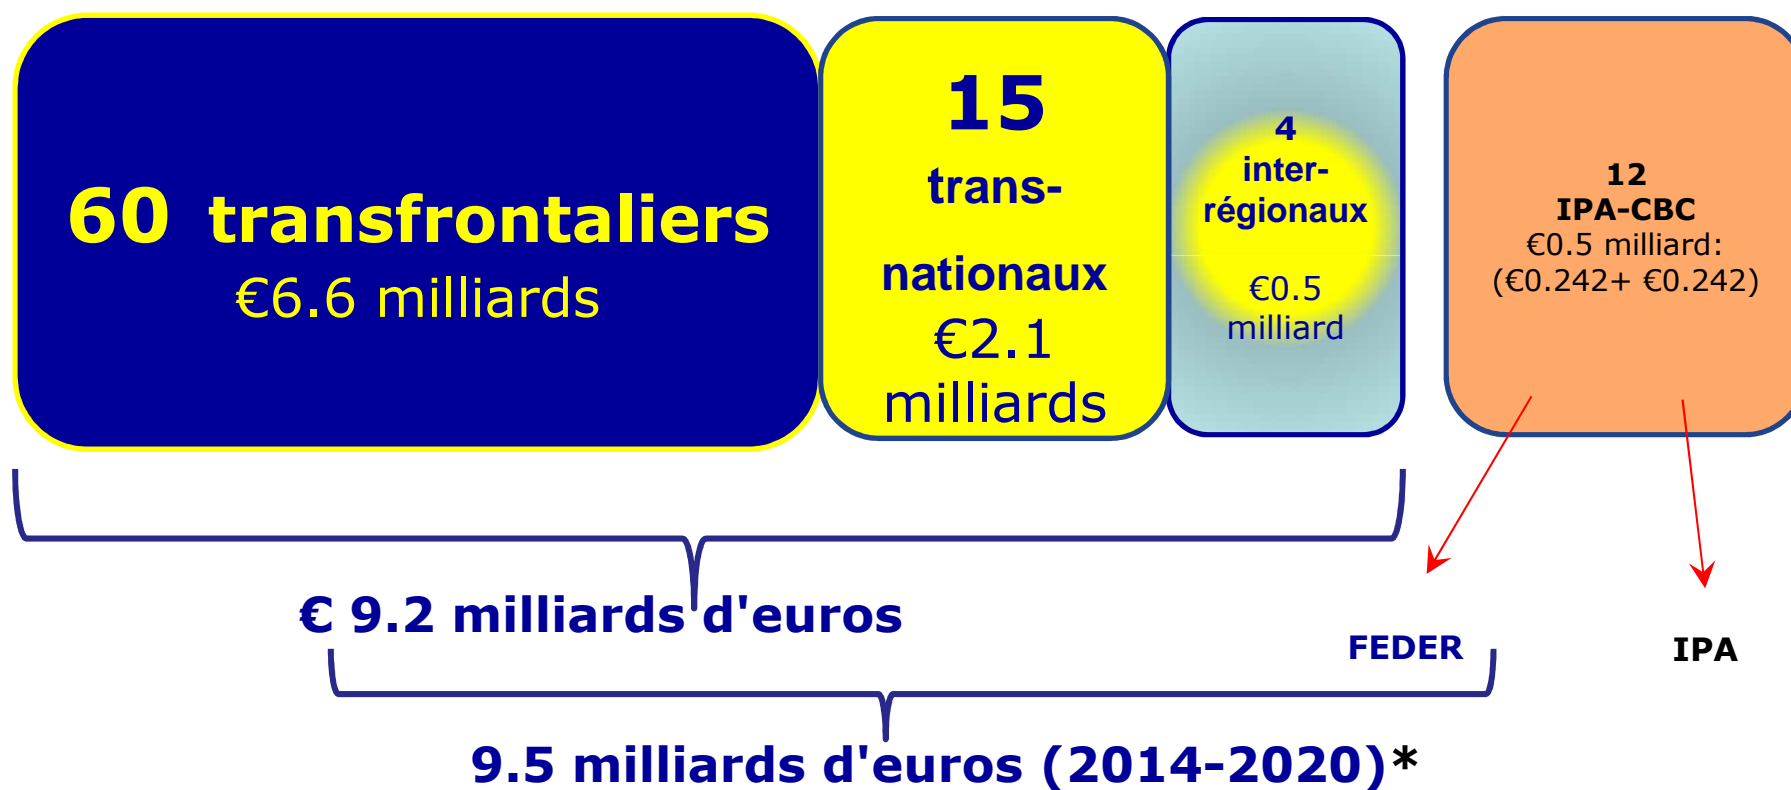 60 transfrontaliers
€6.6 milliards
15
trans-
nationaux
€2.1
milliards
4
inter-
régionaux
€0.5
milliard
12
IPA-CBC
€0.5 milliard:
(€0.242+ €0.242)
€ 9.2 milliards d'euros
FEDER
IPA
9.5 milliards d'euros (2014-2020)*